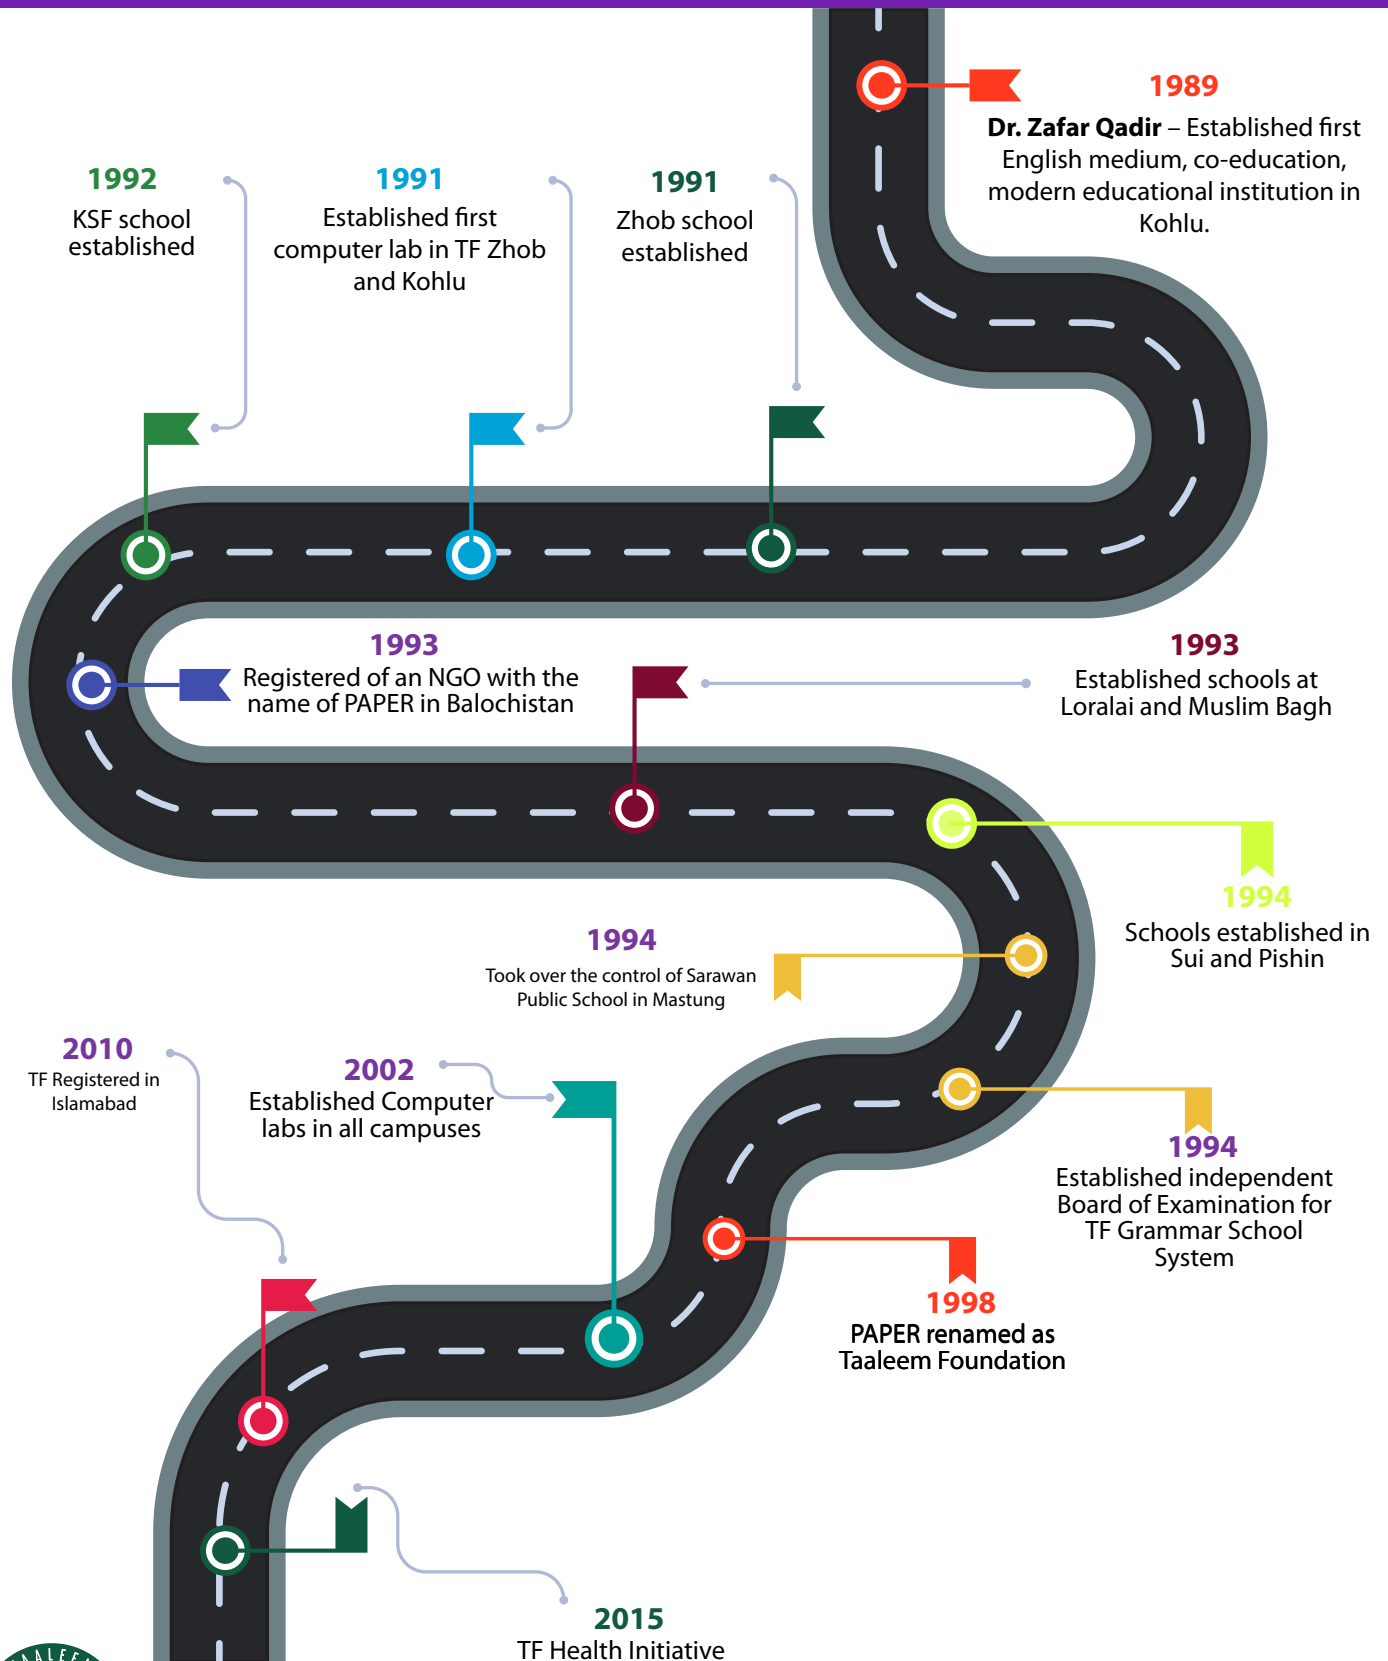 1989
Dr. Zafar Qadir – Established first
English medium, co-education,
modern educational institution in
Kohlu.
1991
Zhob school
established
1991
Established first
computer lab in TF Zhob
and Kohlu
1992
KSF school
established
1993
Registered of an NGO with the
name of PAPER in Balochistan
1993
Established schools at
Loralai and Muslim Bagh
1994
Schools established in
Sui and Pishin
1994
Took over the control of Sarawan
Public School in Mastung
1994
Established independent
Board of Examination for
TF Grammar School
System
1998
PAPER renamed as
Taaleem Foundation
2002
Established Computer
labs in all campuses
2010
TF Registered in
Islamabad
2015
TF Health Initiative